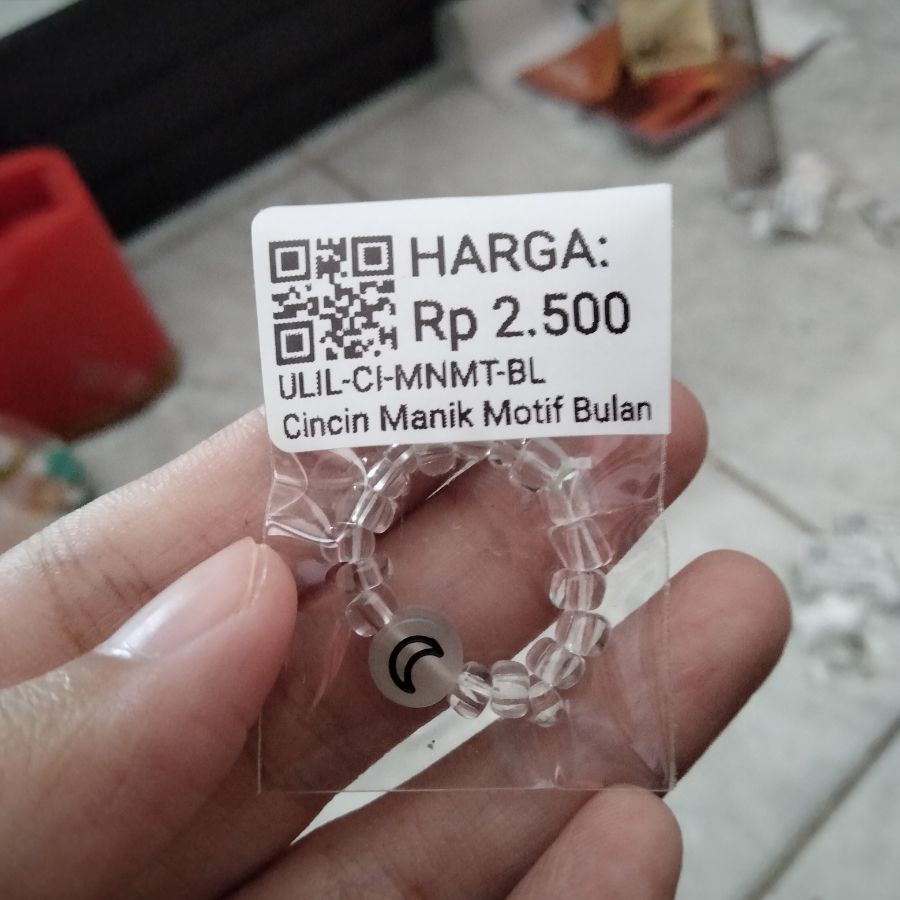 HARGA:
Rp 2.500
ULIL-CI-MNMT-BL
Cincin Manik Motif Bulan